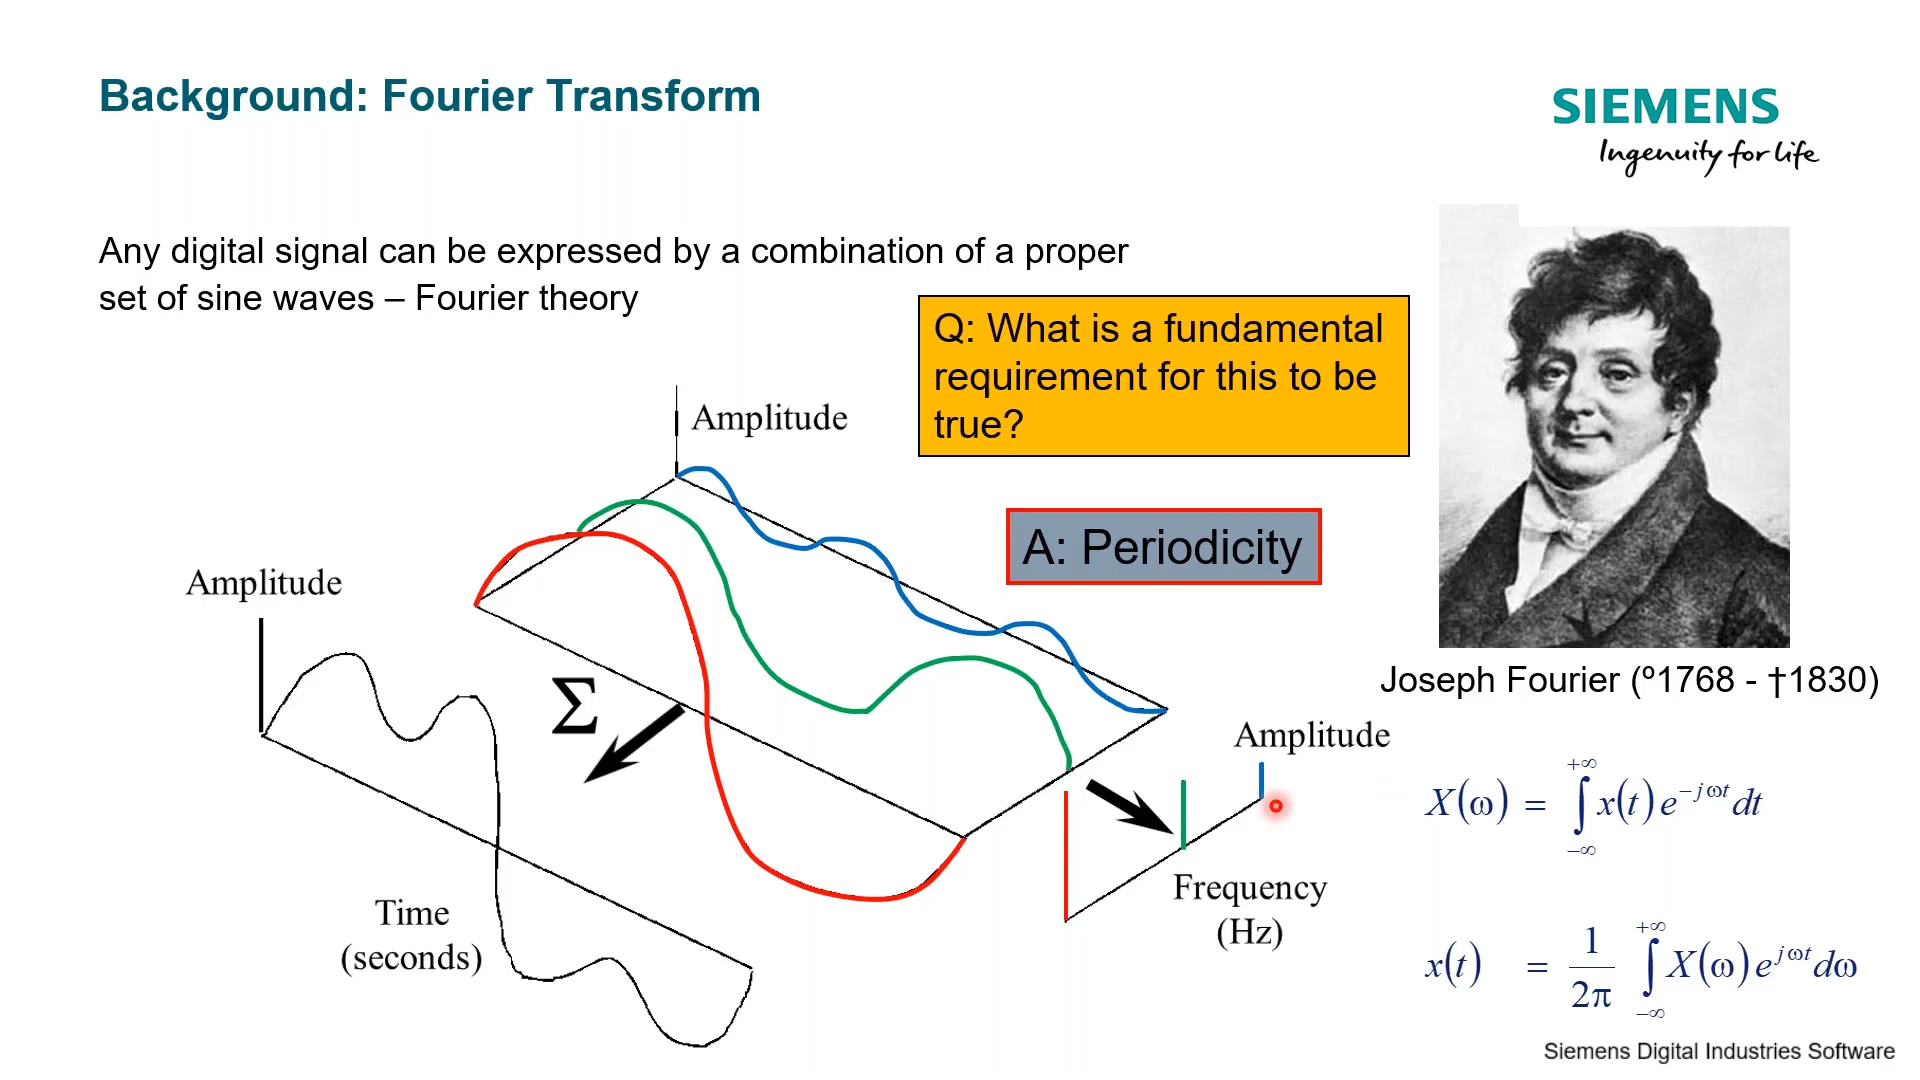 Background: Fourier Transform
SIEMENS
Ingenuity for life
Any digital signal can be expressed by a combination of a proper
set of sine waves – Fourier theory
Q: What is a fundamental
requirement for this to be
true?
Amplitude
A: Periodicity
Amplitude
Σ
Joseph Fourier (º1768 - †1830)
Amplitude
X(ω) = ∫_{-∞}^{+∞} x(t) e^{-jωt} dt
Frequency
(Hz)
Time
(seconds)
x(t) = 1/2π ∫_{-∞}^{+∞} X(ω) e^{jωt} dω
Siemens Digital Industries Software